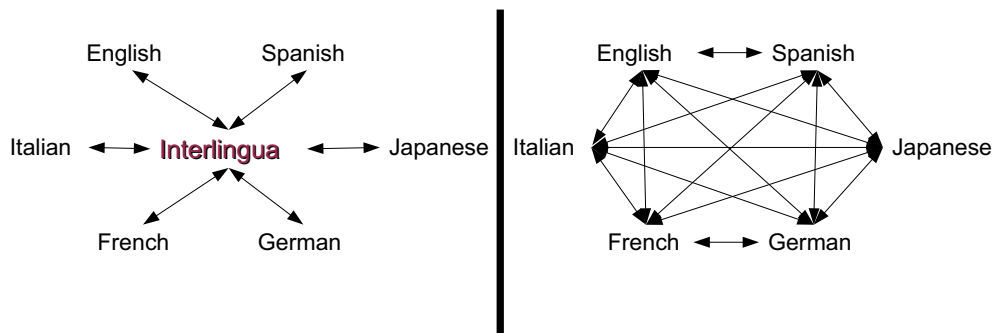 English Spanish
Italian Interlingua Japanese
French German
English Spanish
Italian Japanese
French German